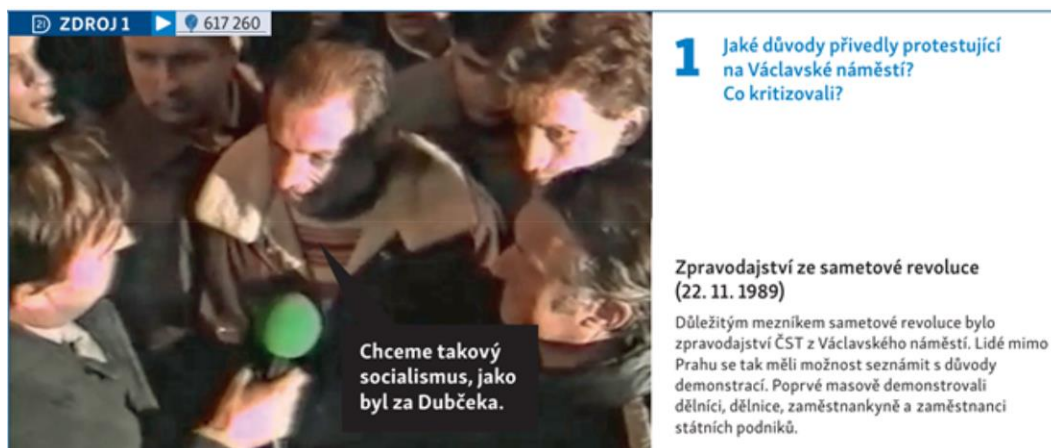 21 ZDROJ 1 617 260
Chceme takový
socialismus, jako
byl za Dubčeka.
1 Jaké důvody přivedly protestující
na Václavské náměstí?
Co kritizovali?
Zpravodajství ze sametové revoluce
(22. 11. 1989)
Důležitým mezníkem sametové revoluce bylo
zpravodajství ČST z Václavského náměstí. Lidé mimo
Prahu se tak měli možnost seznámit s důvody
demonstrací. Poprvé masově demonstrovali
dělníci, dělnice, zaměstnankyně a zaměstnanci
státních podniků.